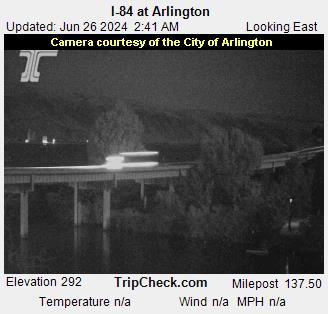 I-84 at Arlington
Updated: Jun 26 2024 2:41 AM Looking East
Camera courtesy of the City of Arlington
Elevation 292 TripCheck.com Milepost 137.50
Temperature n/a Wind n/a MPH n/a